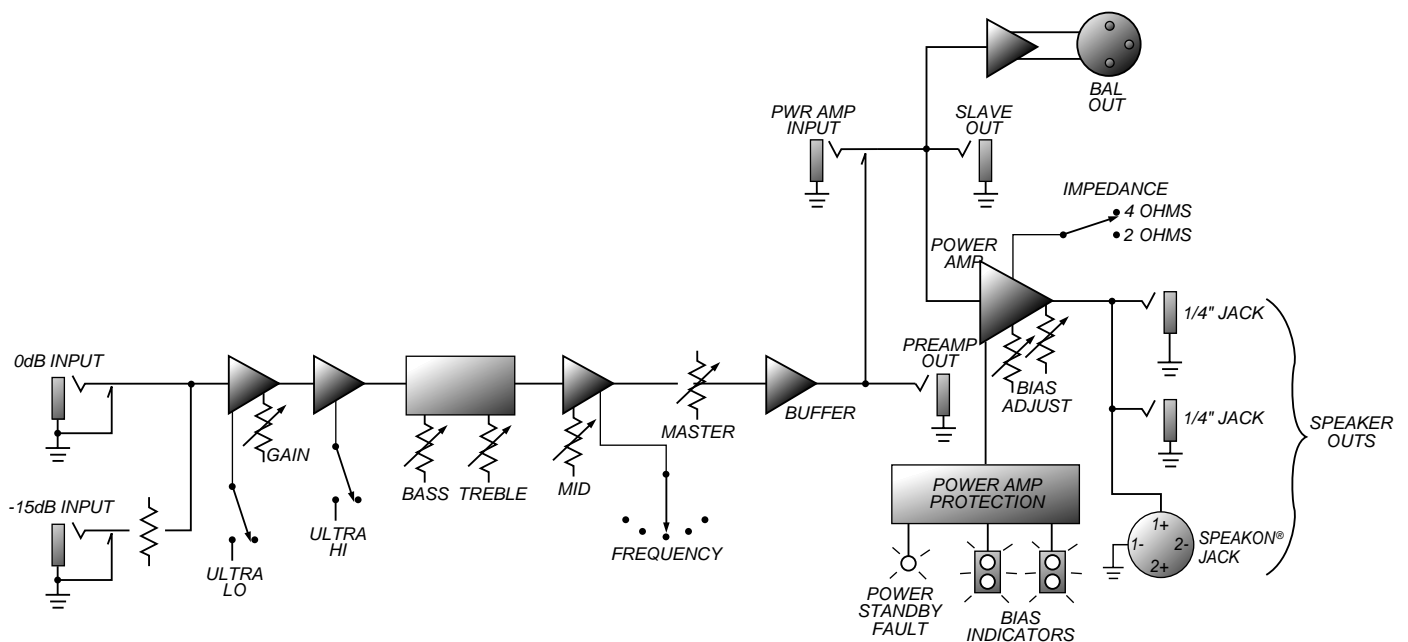 BAL
OUT
PWR AMP
INPUT
SLAVE
OUT
IMPEDANCE
4 OHMS
2 OHMS
POWER
AMP
1/4" JACK
0dB INPUT
PREAMP
OUT
BIAS
ADJUST
BUFFER
GAIN
MASTER
1/4" JACK
SPEAKER
OUTS
BASS
TREBLE
MID
-15dB INPUT
ULTRA
HI
POWER AMP
PROTECTION
1+
1-
2-
2+
SPEAKON®
JACK
FREQUENCY
ULTRA
LO
POWER
STANDBY
FAULT
BIAS
INDICATORS